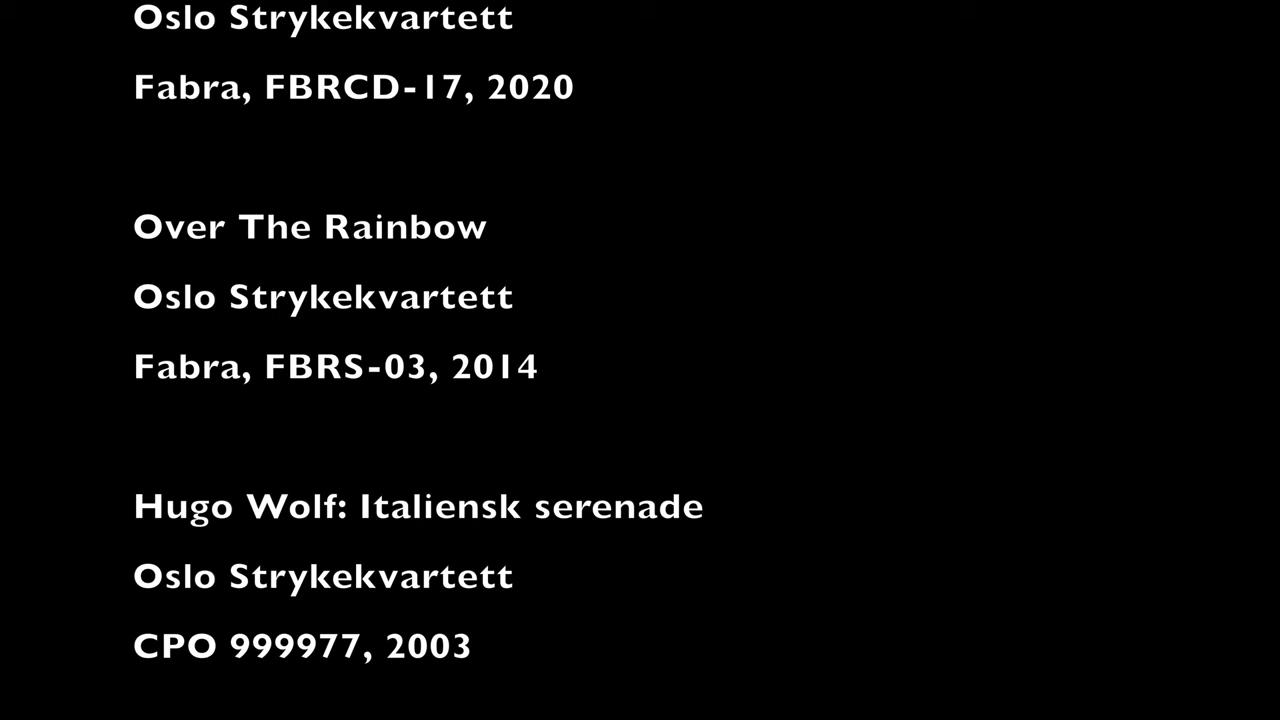 Oslo Strykekvartett
Fabra, FBRCD-17, 2020
Over The Rainbow
Oslo Strykekvartett
Fabra, FBRS-03, 2014
Hugo Wolf: Italiensk serenade
Oslo Strykekvartett
CPO 999977, 2003